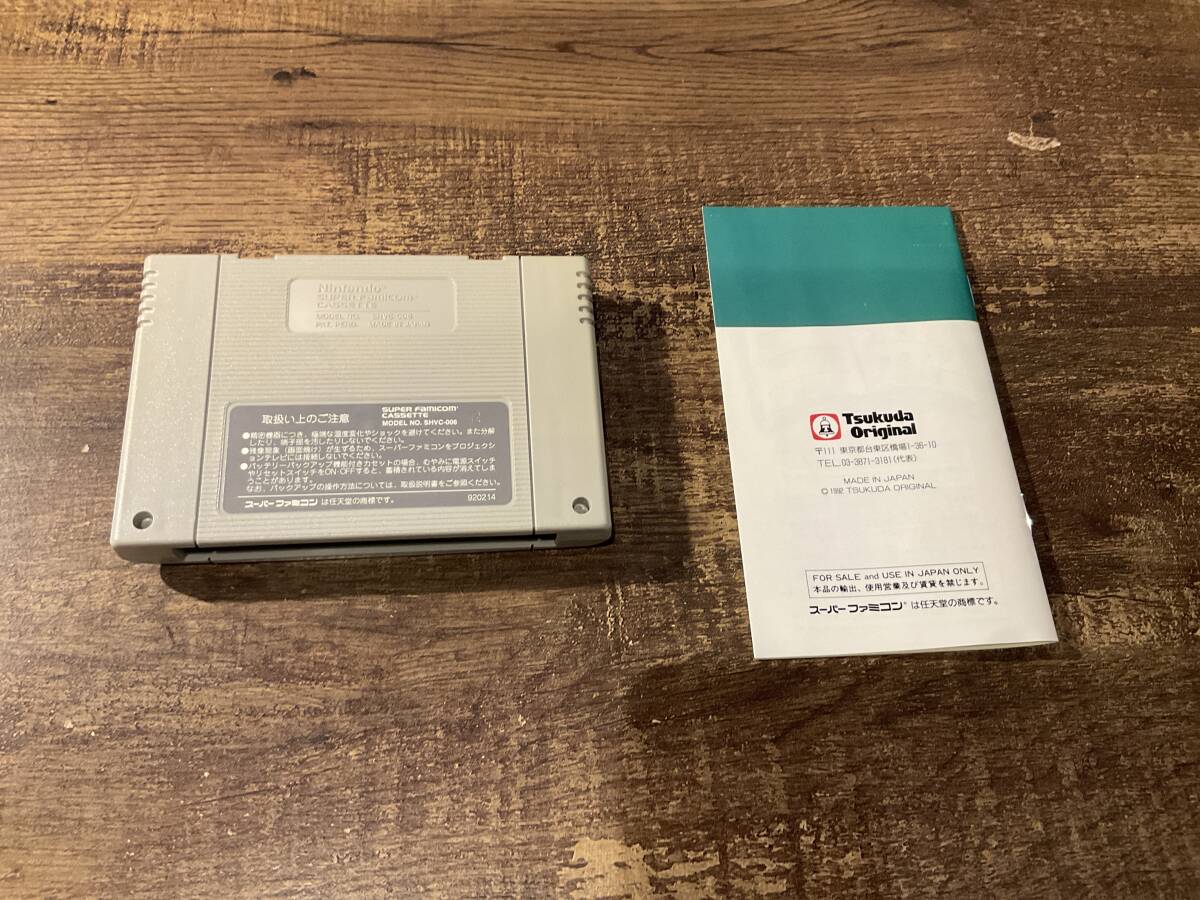 Nintendo
SUPER FAMICOM
CASSETTE
MODEL NO. SHVC-006
PAT. PEND. MADE IN JAPAN
取扱い上のご注意
SUPER FAMICOM
CASSETTE
MODEL NO. SHVC-006
●精密機器につき、極端な温度変化やショックを避けてください。また分解
したり、端子部を汚したりしないでください。
●残像現象（画面焼け）が生ずるため、スーパーファミコンをプロジェクシ
ョンテレビには接続しないでください。
●バッテリーバックアップ機能付きカセットの場合、むやみに電源スイッチ
やリセットスイッチをON・OFFすると、蓄積されている内容が消えてしま
うことがあります。
なお、バックアップの操作方法については、取扱説明書をご参照ください。
スーパーファミコン は任天堂の商標です。
920214
Tsukuda
Original
〒111 東京都台東区橋場1-36-10
TEL.03-3871-3181(代表)
MADE IN JAPAN
© 1992 TSUKUDA ORIGINAL
FOR SALE and USE IN JAPAN ONLY
本品の輸出、使用営業及び賃貸を禁じます。
スーパーファミコン® は任天堂の商標です。